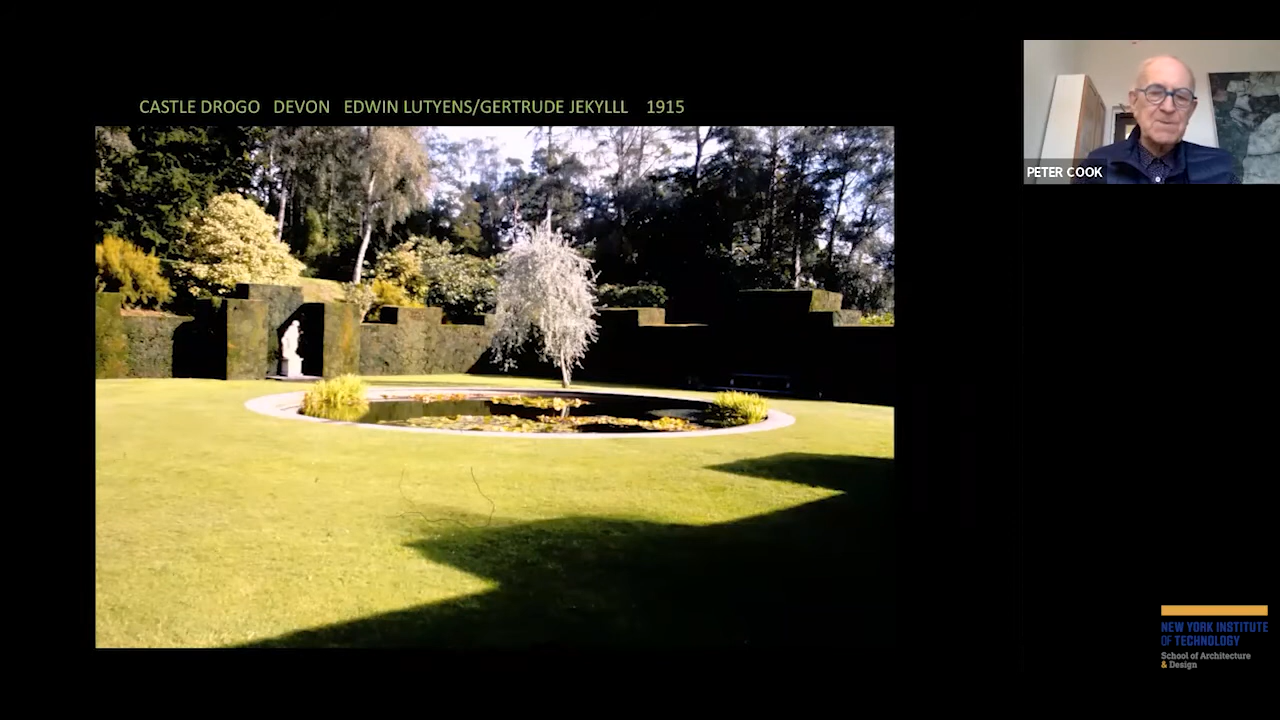 CASTLE DROGO DEVON EDWIN LUTYENS/GERTRUDE JEKYLLL 1915
PETER COOK
NEW YORK INSTITUTE
OF TECHNOLOGY
School of Architecture
& Design